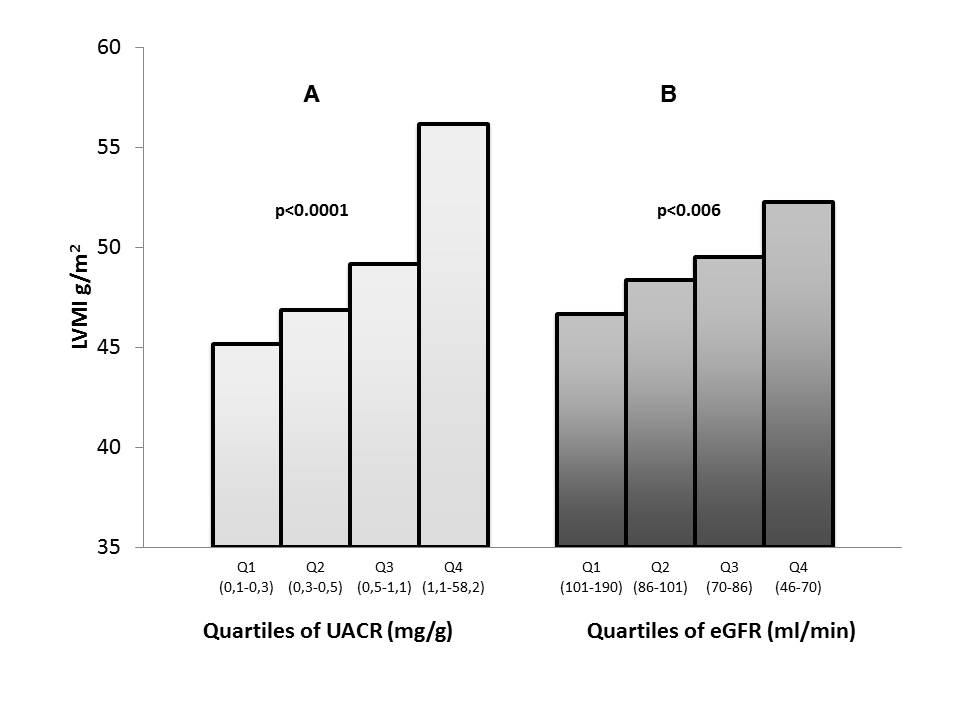 60
A
B
55
p<0.0001
p<0.006
50
LVMI g/m²
45
40
35
Q1 Q2 Q3 Q4 Q1 Q2 Q3 Q4
(0,1-0,3) (0,3-0,5) (0,5-1,1) (1,1-58,2) (101-190) (86-101) (70-86) (46-70)
Quartiles of UACR (mg/g) Quartiles of eGFR (ml/min)